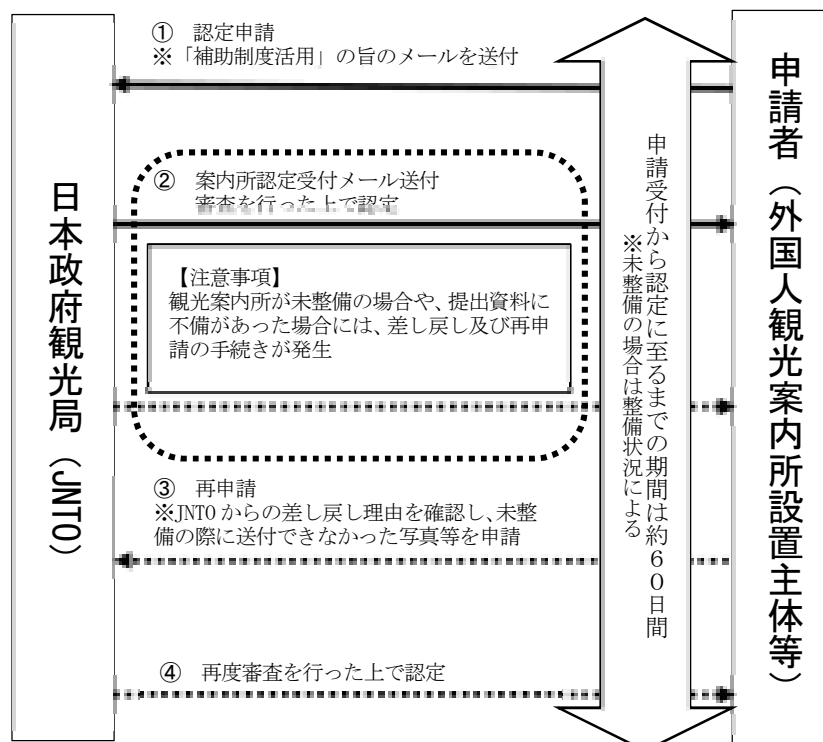 ① 認定申請
※「補助制度活用」の旨のメールを送付
② 案内所認定受付メール送付
審査を行った上で認定
【注意事項】
観光案内所が未整備の場合や、提出資料に
不備があった場合には、差し戻し及び再申
請の手続きが発生
③ 再申請
※JNTOからの差し戻し理由を確認し、未整
備の際に送付できなかった写真等を申請
④ 再度審査を行った上で認定
日本政府観光局(JNTO)
申請受付から認定に至るまでの期間は約60日間
※未整備の場合は整備状況による
申請者(外国人観光案内所設置主体等)